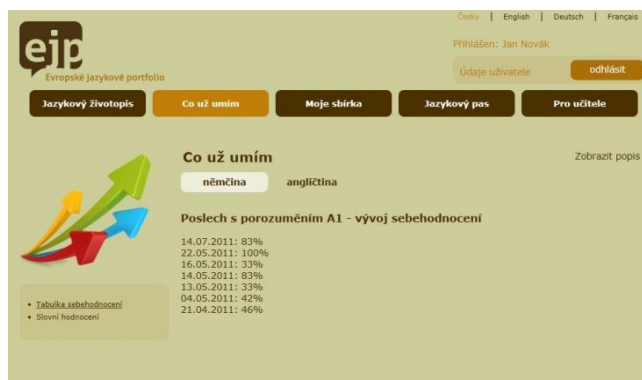 Česky | English | Deutsch | Français
ejp
Evropské jazykové portfolio
Přihlášen: Jan Novák
Údaje uživatele
odhlásit
Jazykový životopis
Co už umím
Moje sbírka
Jazykový pas
Pro učitele
Co už umím
Zobrazit popis
němčina
angličtina
Poslech s porozuměním A1 - vývoj sebehodnocení
14.07.2011: 83%
22.05.2011: 100%
16.05.2011: 33%
14.05.2011: 83%
13.05.2011: 33%
04.05.2011: 42%
21.04.2011: 46%
Tabulka sebehodnocení
Slovní hodnocení